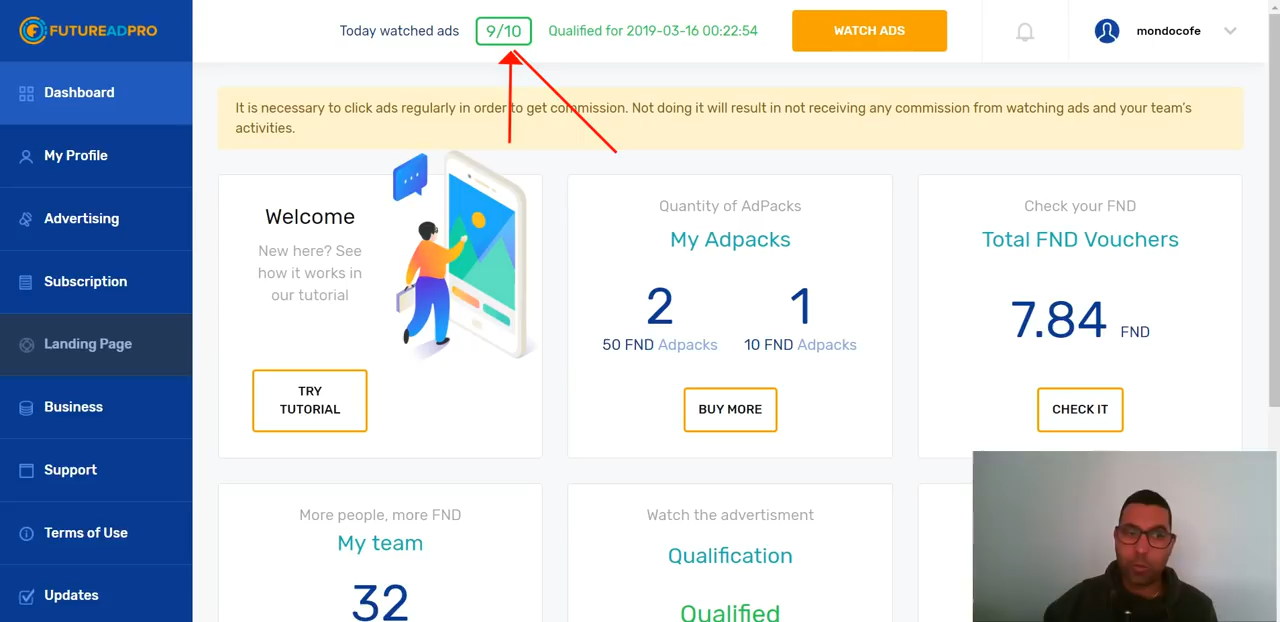 FUTUREADPRO
Today watched ads 9/10 Qualified for 2019-03-16 00:22:54 WATCH ADS mondocofe
Dashboard
My Profile
Advertising
Subscription
Landing Page
Business
Support
Terms of Use
Updates
It is necessary to click ads regularly in order to get commission. Not doing it will result in not receiving any commission from watching ads and your team's
activities.
Welcome
New here? See
how it works in
our tutorial
TRY
TUTORIAL
Quantity of AdPacks
My Adpacks
2 1
50 FND Adpacks 10 FND Adpacks
BUY MORE
Check your FND
Total FND Vouchers
7.84 FND
CHECK IT
More people, more FND
My team
32
Watch the advertisment
Qualification
Qualified